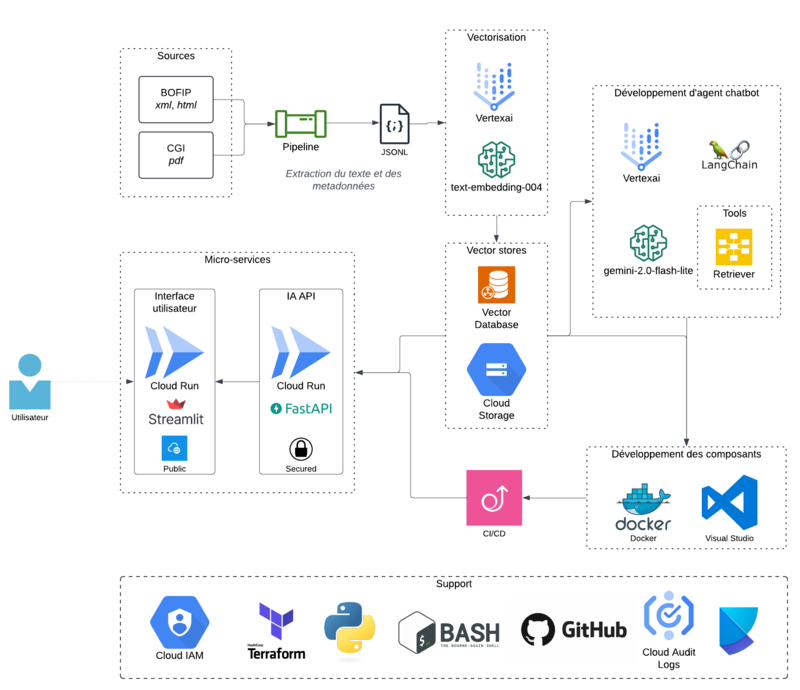 Sources
BOFIP
xml, html
CGI
pdf
Pipeline
Extraction du texte et des
metadonnées
{;}
JSONL
Vectorisation
Vertexai
text-embedding-004
Développement d'agent chatbot
Vertexai
LangChain
gemini-2.0-flash-lite
Tools
Retriever
Vector stores
Vector
Database
Cloud
Storage
Micro-services
Interface
utilisateur
Cloud Run
Streamlit
Public
IA API
Cloud Run
FastAPI
Secured
Utilisateur
CI/CD
Développement des composants
docker
Docker
Visual Studio
Support
Cloud IAM
HashiCorp
Terraform
$_
BASH
THE BOURNE-AGAIN SHELL
GitHub
Cloud Audit
Logs